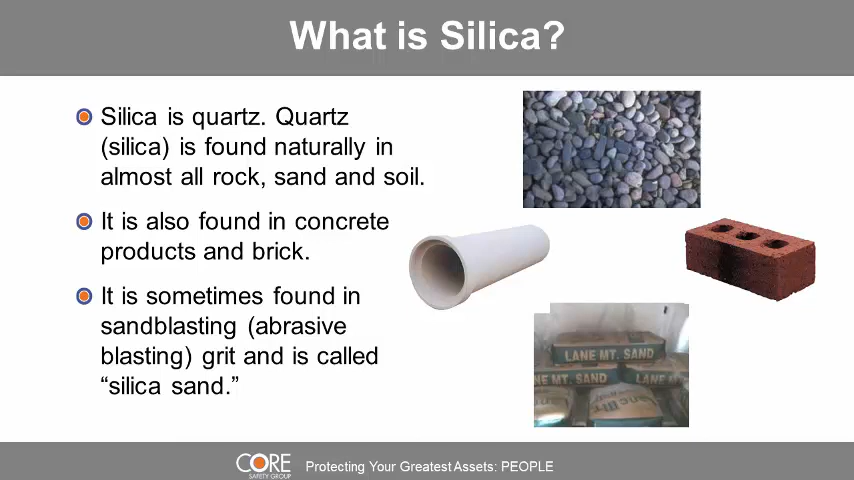 What is Silica?
Silica is quartz. Quartz
(silica) is found naturally in
almost all rock, sand and soil.
It is also found in concrete
products and brick.
It is sometimes found in
sandblasting (abrasive
blasting) grit and is called
“silica sand.”
LANE MT. SAND
NE MT. SAND
LANE MT. S
CORE
SAFETY GROUP
Protecting Your Greatest Assets: PEOPLE